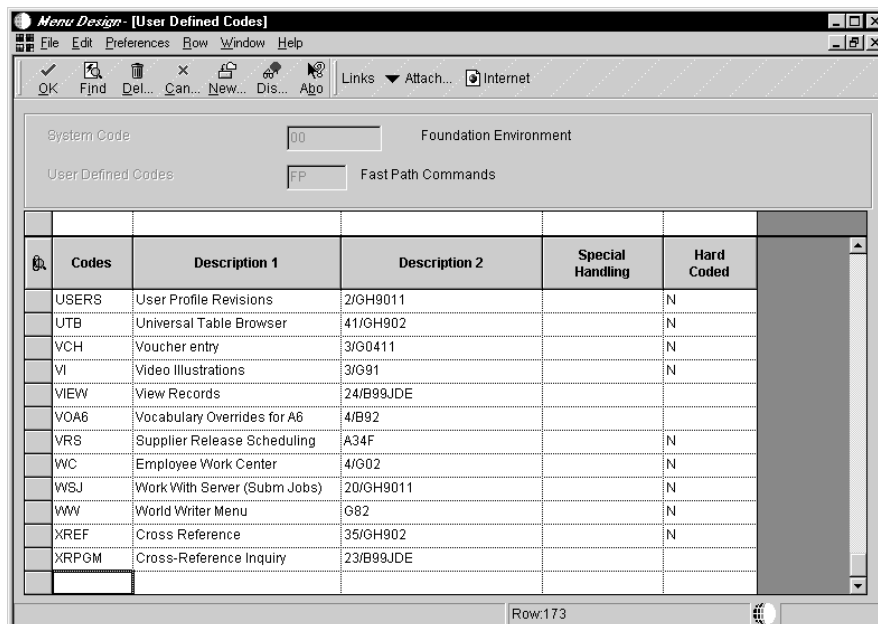 Menu Design - [User Defined Codes]
File Edit Preferences Row Window Help
OK Find Del... Can... New... Dis... Abo Links Attach... Internet
System Code 00 Foundation Environment
User Defined Codes FP Fast Path Commands
Codes Description 1 Description 2 Special Handling Hard Coded
USERS User Profile Revisions 2/GH9011 N
UTB Universal Table Browser 41/GH902 N
VCH Voucher entry 3/G0411 N
VI Video Illustrations 3/G91 N
VIEW View Records 24/B99JDE
VOA6 Vocabulary Overrides for A6 4/B92
VRS Supplier Release Scheduling A34F N
WC Employee Work Center 4/G02 N
WSJ Work With Server (Subm Jobs) 20/GH9011 N
WW World Writer Menu G82 N
XREF Cross Reference 35/GH902 N
XRPGM Cross-Reference Inquiry 23/B99JDE
Row:173